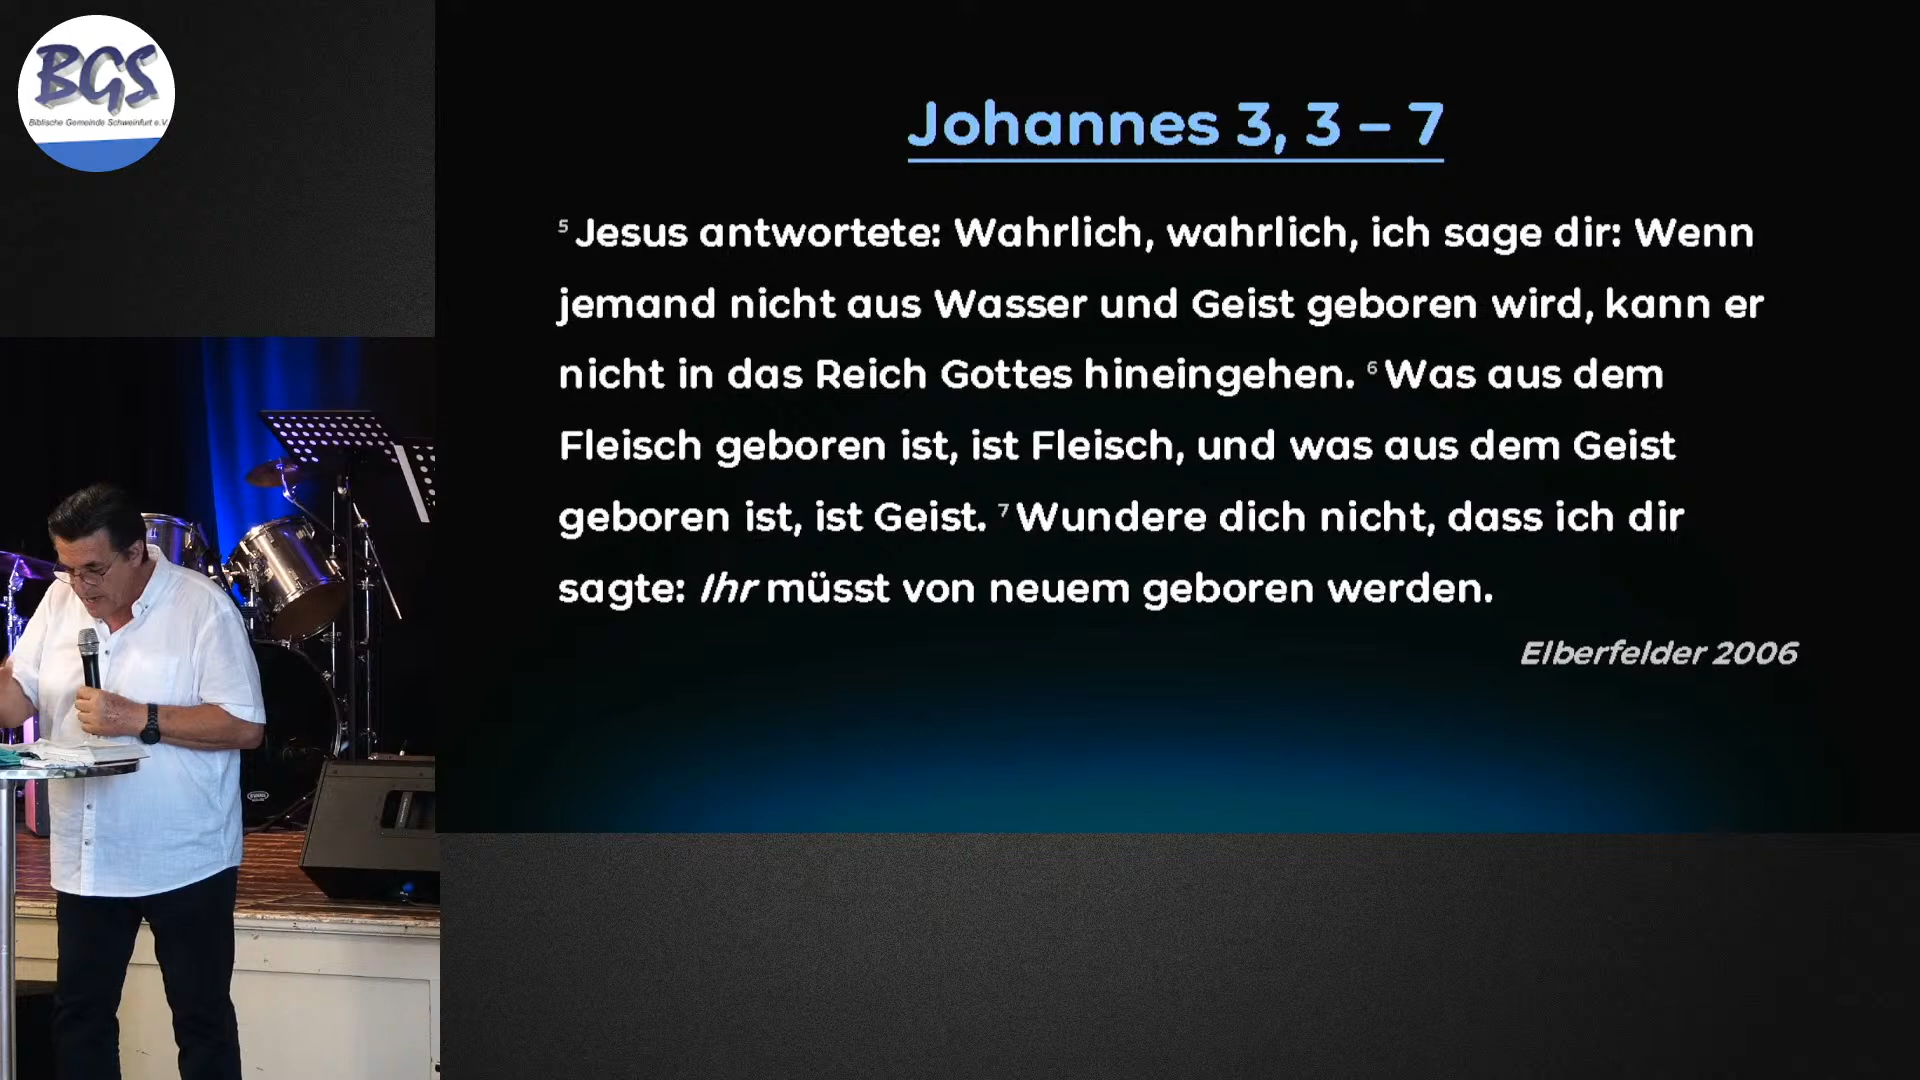 BGS
Biblische Gemeinde Schweinfurt e.V.
Johannes 3, 3 – 7
⁵ Jesus antwortete: Wahrlich, wahrlich, ich sage dir: Wenn
jemand nicht aus Wasser und Geist geboren wird, kann er
nicht in das Reich Gottes hineingehen. ⁶ Was aus dem
Fleisch geboren ist, ist Fleisch, und was aus dem Geist
geboren ist, ist Geist. ⁷ Wundere dich nicht, dass ich dir
sagte: Ihr müsst von neuem geboren werden.
Elberfelder 2006